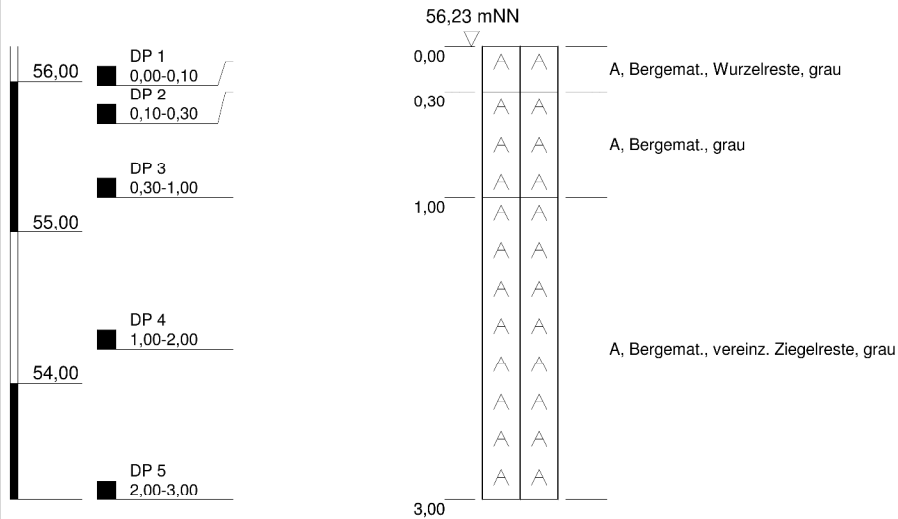 56,23 mNN
56,00
55,00
54,00
DP 1
0,00-0,10
DP 2
0,10-0,30
DP 3
0,30-1,00
DP 4
1,00-2,00
DP 5
2,00-3,00
0,00
0,30
1,00
3,00
A A
A A
A A
A A
A A
A A
A A
A A
A A
A A
A A
A A
A, Bergemat., Wurzelreste, grau
A, Bergemat., grau
A, Bergemat., vereinz. Ziegelreste, grau